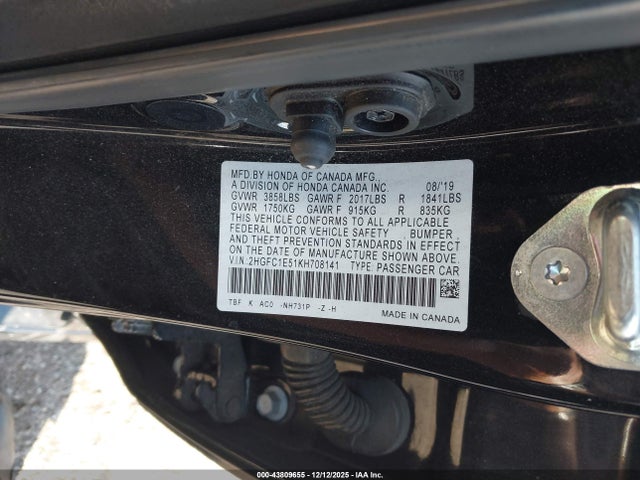 MFD.BY HONDA OF CANADA MFG.,
A DIVISION OF HONDA CANADA INC. 08/'19
GVWR 3858LBS GAWR F 2017LBS R 1841LBS
GVWR 1750KG GAWR F 915KG R 835KG
THIS VEHICLE CONFORMS TO ALL APPLICABLE
FEDERAL MOTOR VEHICLE SAFETY , BUMPER,
AND THEFT PREVENTION STANDARDS IN EFFECT
ON THE DATE OF MANUFACTURE SHOWN ABOVE.
V.I.N: 2HGFC1E51KH708141 TYPE: PASSENGER CAR
TBF K AC0 -NH731P -Z -H
MADE IN CANADA
000-43809655 | 12/12/2025 | IAA Inc.